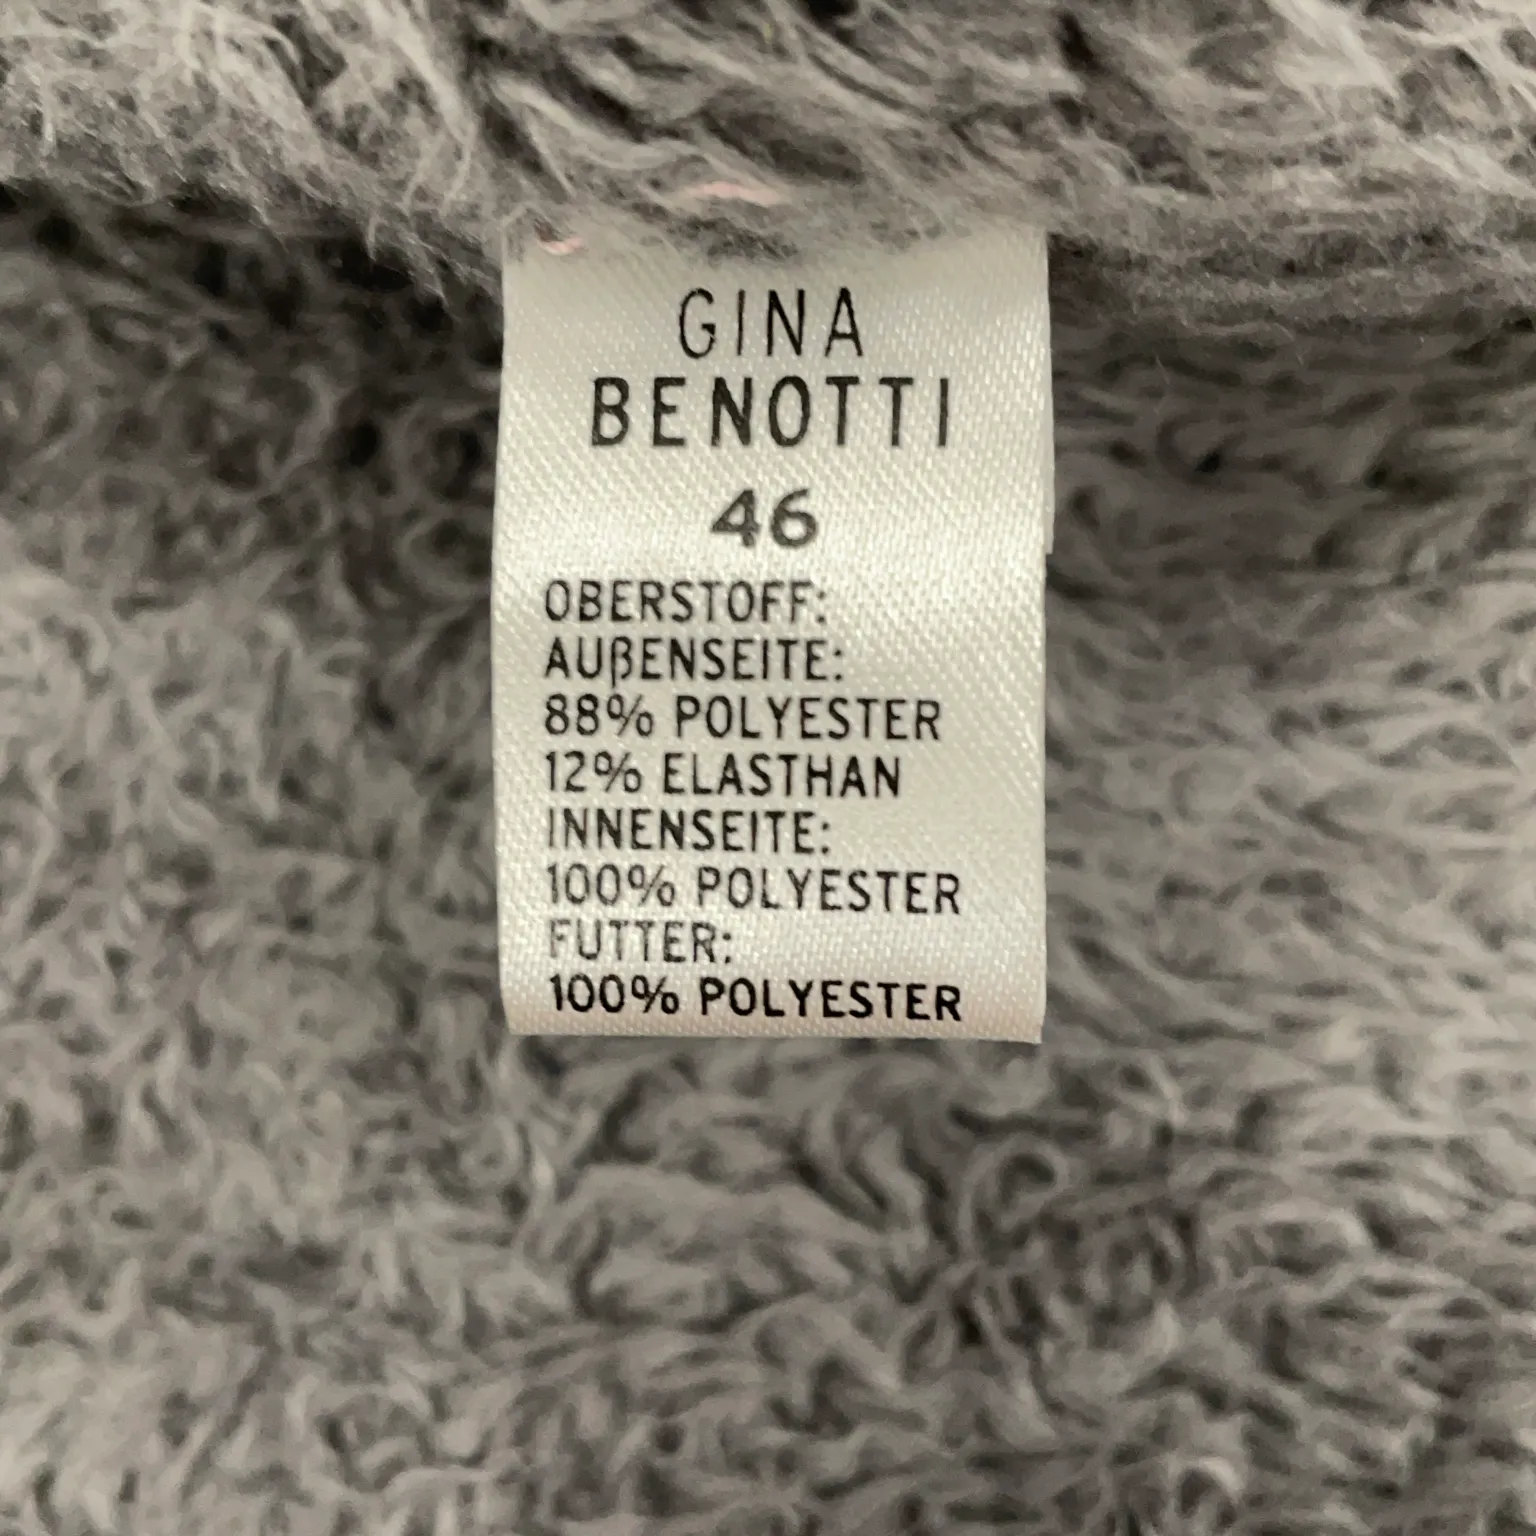 GINA
BENOTTI
46
OBERSTOFF:
AUßENSEITE:
88% POLYESTER
12% ELASTHAN
INNENSEITE:
100% POLYESTER
FUTTER:
100% POLYESTER